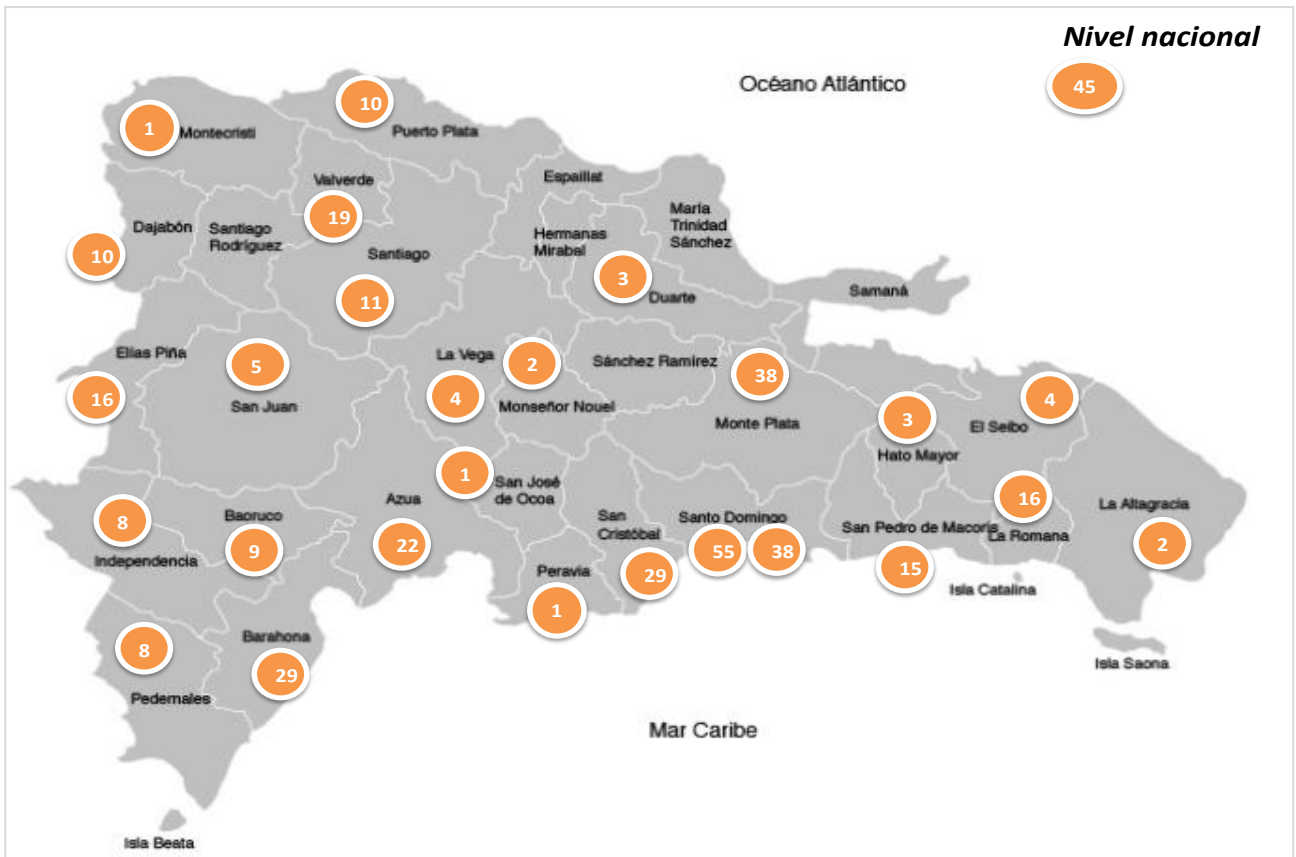 Nivel nacional
Océano Atlántico
45
10
1
Montecristi
Puerto Plata
Valverde
Espaillat
19
María
Trinidad
Sánchez
Dajabón
Santiago
Rodríguez
Hermanas
Mirabal
10
Santiago
3
Duarte
Samaná
11
Elías Piña
5
La Vega
2
Sánchez Ramírez
38
16
San Juan
4
Monseñor Nouel
Monte Plata
3
El Seibo
4
Hato Mayor
1
San José
de Ocoa
Azua
16
La Altagracia
8
Baoruco
San
Cristóbal
Santo Domingo
San Pedro de Macorís
La Romana
Independencia
9
22
55
38
2
Peravia
29
15
Isla Catalina
1
Barahona
8
29
Isla Saona
Pedernales
Mar Caribe
Isla Beata